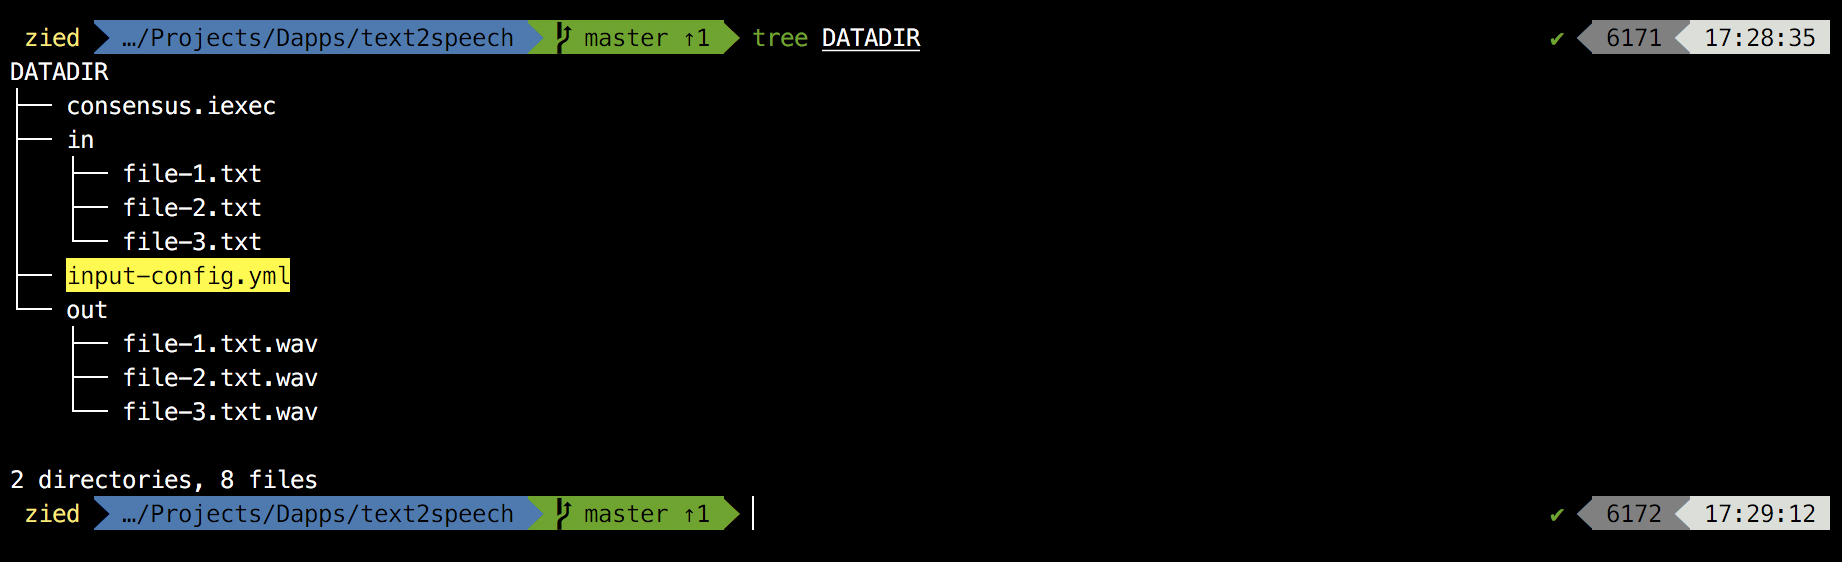 zied …/Projects/Dapps/text2speech master ↑1 tree DATADIR ✔ 6171 17:28:35
DATADIR
├── consensus.iexec
├── in
│   ├── file-1.txt
│   ├── file-2.txt
│   └── file-3.txt
├── input-config.yml
└── out
    ├── file-1.txt.wav
    ├── file-2.txt.wav
    └── file-3.txt.wav
2 directories, 8 files
zied …/Projects/Dapps/text2speech master ↑1 ✔ 6172 17:29:12